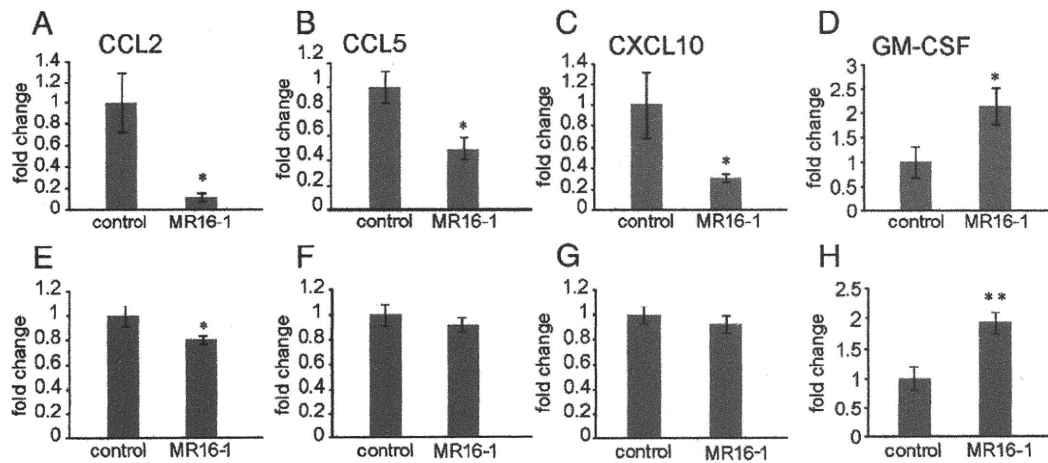 A
CCL2
fold change
1.4
1.2
1
0.8
0.6
0.4
0.2
0
*
control MR16-1
B
CCL5
fold change
1.2
1
0.8
0.6
0.4
0.2
0
*
control MR16-1
C
CXCL10
fold change
1.4
1.2
1
0.8
0.6
0.4
0.2
0
*
control MR16-1
D
GM-CSF
fold change
3
2.5
2
1.5
1
0.5
0
*
control MR16-1
E
fold change
1.2
1
0.8
0.6
0.4
0.2
0
*
control MR16-1
F
fold change
1.2
1
0.8
0.6
0.4
0.2
0
control MR16-1
G
fold change
1.2
1
0.8
0.6
0.4
0.2
0
control MR16-1
H
fold change
2.5
2
1.5
1
0.5
0
**
control MR16-1